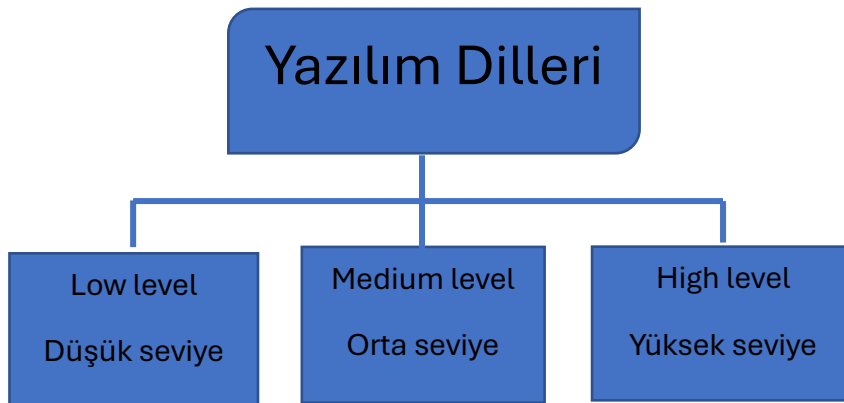 Yazılım Dilleri
Low level
Düşük seviye
Medium level
Orta seviye
High level
Yüksek seviye